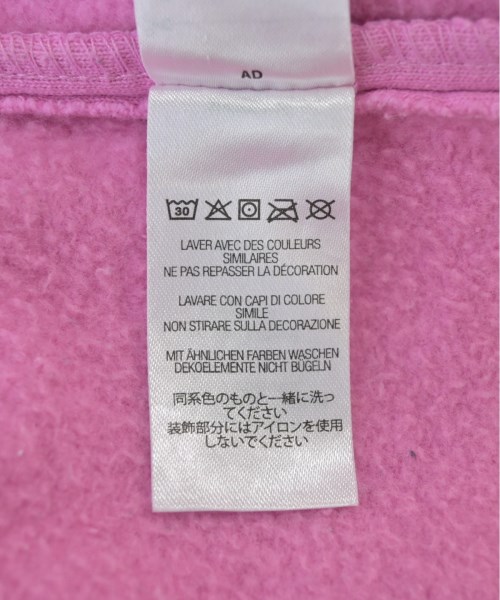 AD
30
LAVER AVEC DES COULEURS
SIMILAIRES
NE PAS REPASSER LA DÉCORATION
LAVARE CON CAPI DI COLORE
SIMILE
NON STIRARE SULLA DECORAZIONE
MIT ÄHNLICHEN FARBEN WASCHEN
DEKOELEMENTE NICHT BÜGELN
同系色のものと一緒に洗っ
てください
装飾部分にはアイロンを使用
しないでください